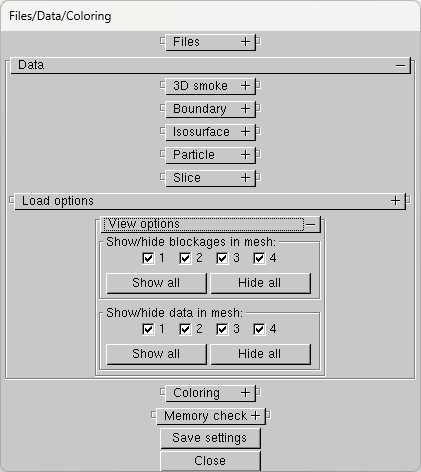 Files/Data/Coloring
Files +
Data −
3D smoke +
Boundary +
Isosurface +
Particle +
Slice +
Load options +
View options −
Show/hide blockages in mesh:
1 2 3 4
Show all Hide all
Show/hide data in mesh:
1 2 3 4
Show all Hide all
Coloring +
Memory check +
Save settings
Close